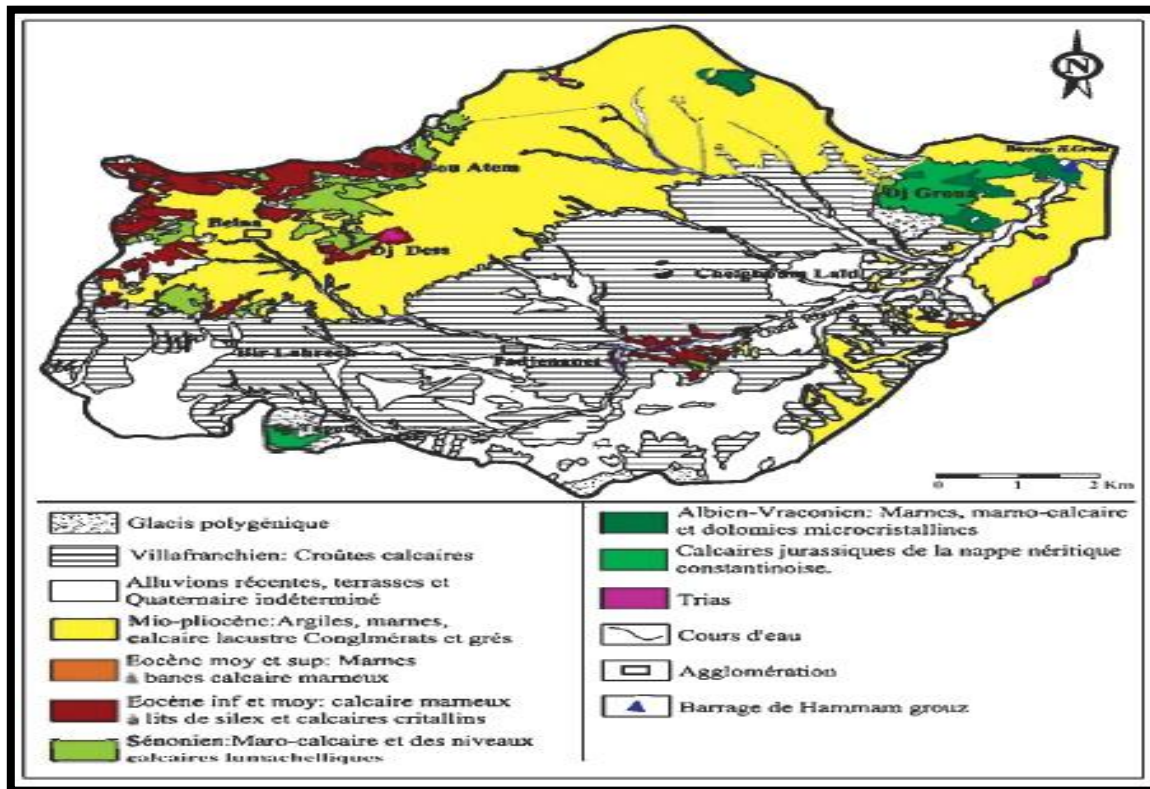 N
Barrage H.Grouz
Dj Grouz
Dj Dess
Bir Lahrech
0 1 2 Km
Glacis polygénique
Villafranchien: Croûtes calcaires
Alluvions récentes, terrasses et
Quaternaire indéterminé
Mio-pliocène:Argiles, marnes,
calcaire lacustre Conglmérats et grés
Eocène moy et sup: Marnes
à bancs calcaire marneux
Eocène inf et moy: calcaire marneux
à lits de silex et calcaires critallins
Sénonien:Maro-calcaire et des niveaux
calcaires lumachelliques
Albien-Vraconien: Marnes, marno-calcaire
et dolomies microcristallines
Calcaires jurassiques de la nappe néritique
constantinoise.
Trias
Cours d'eau
Agglomération
Barrage de Hammam grouz